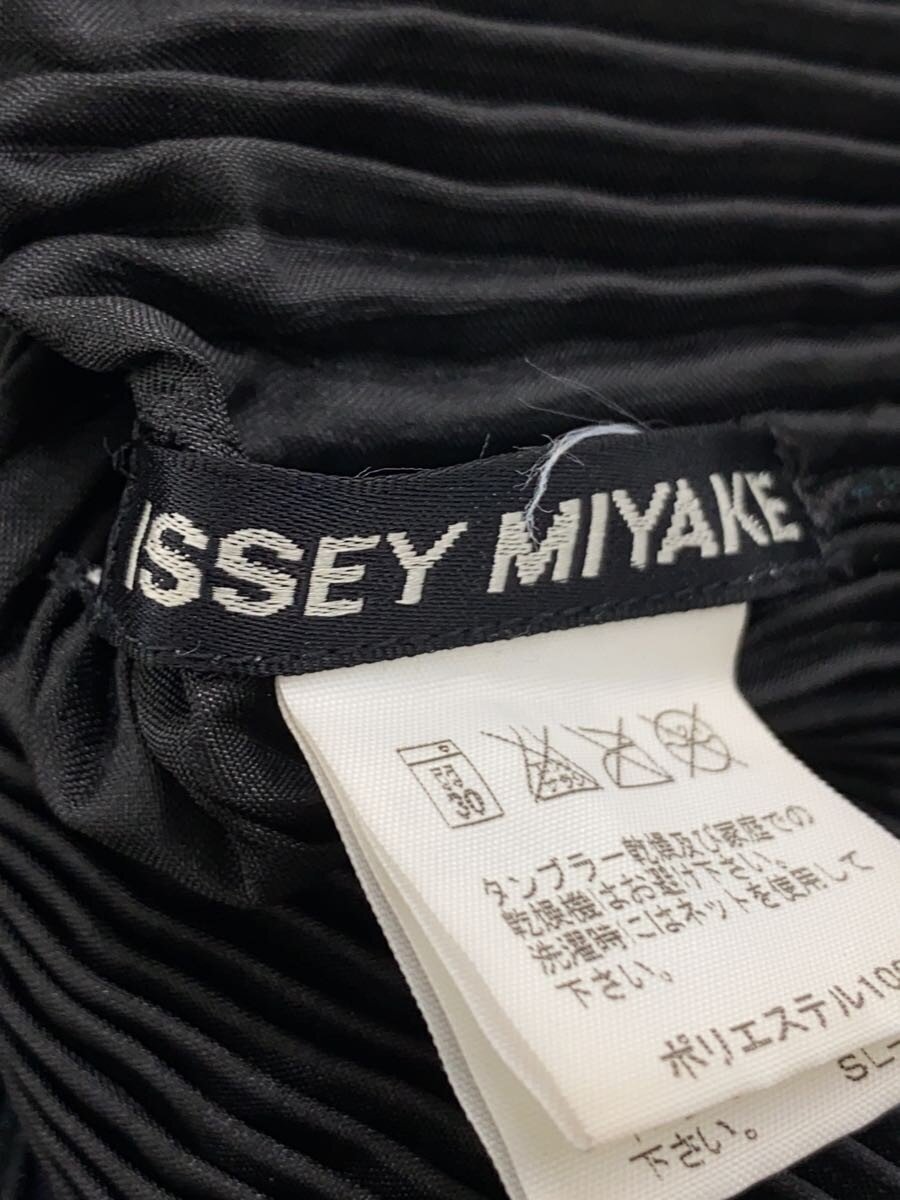 ISSEY MIYAKE
タンブラー乾燥及び家庭での
乾燥機はお避け下さい。
洗濯時にはネットを使用して
下さい。
ポリエステル10
SL-
下さい。